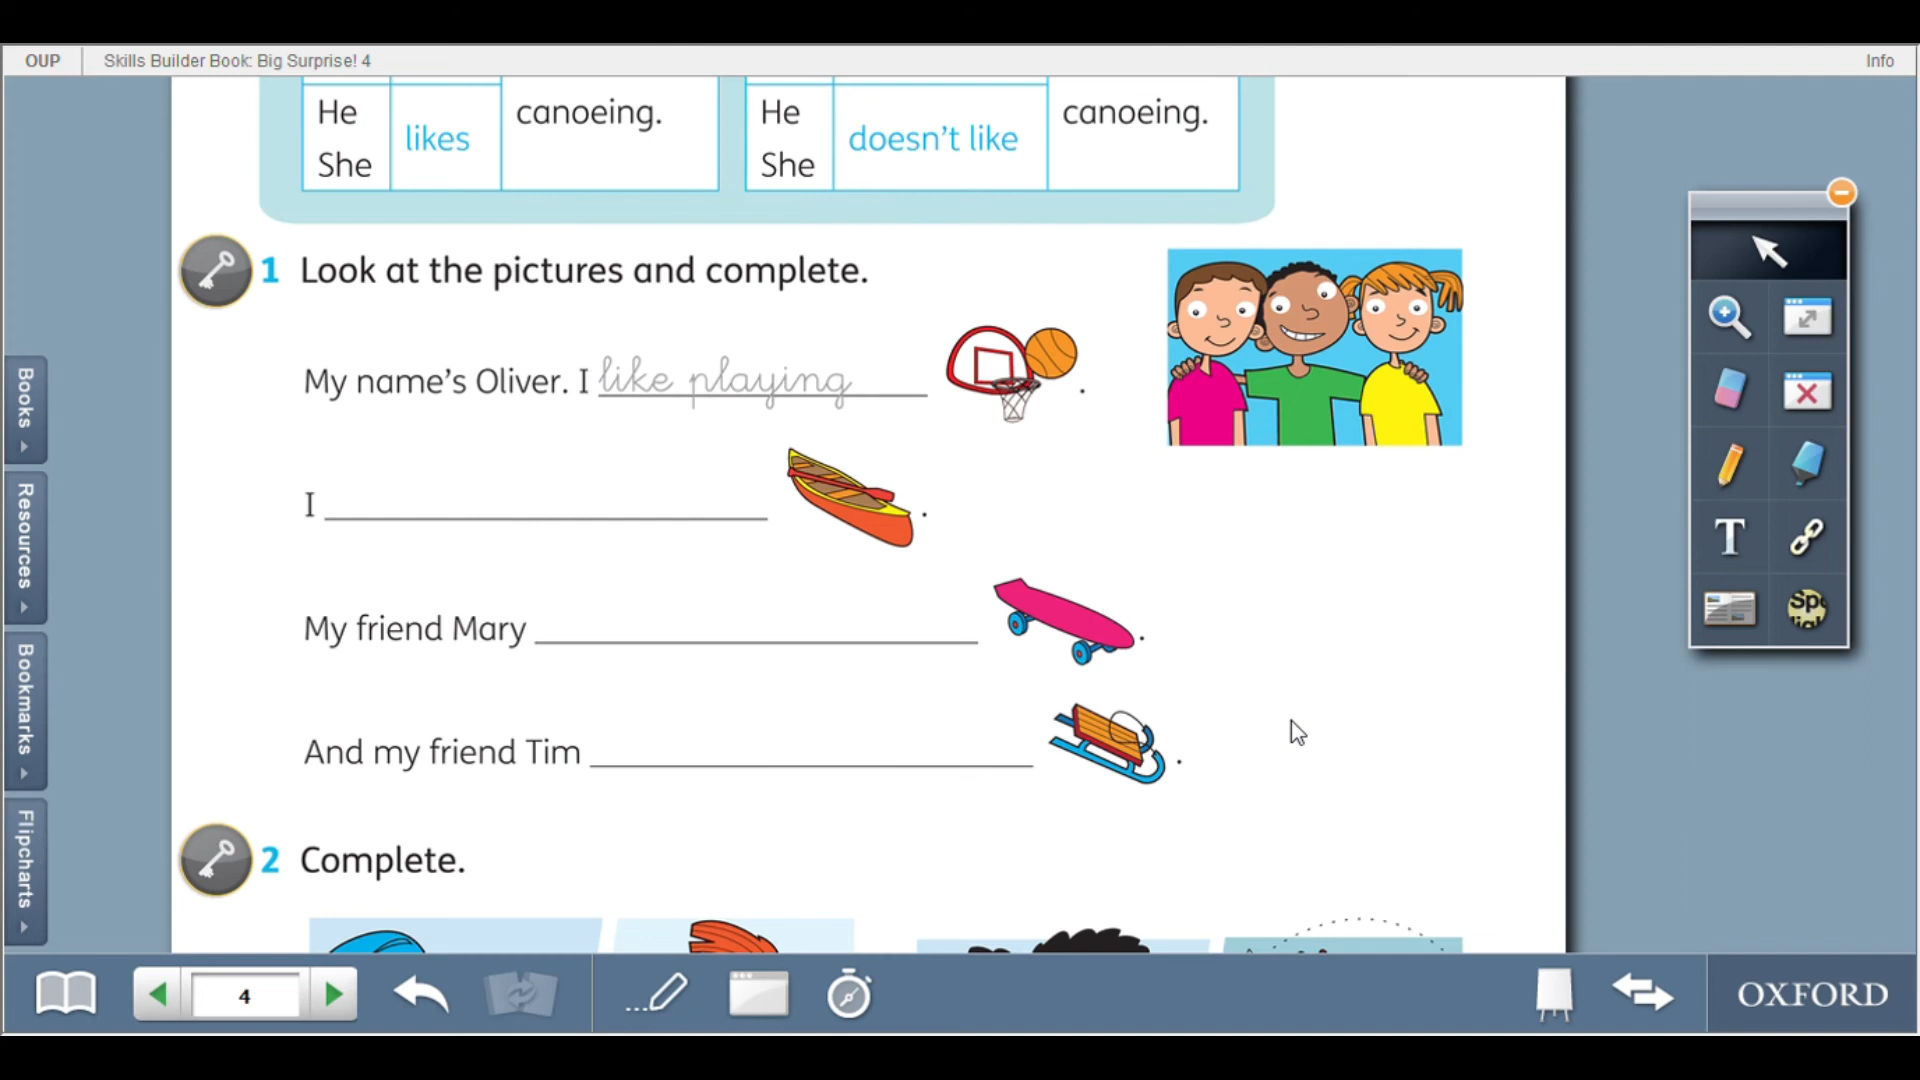 OUP Skills Builder Book: Big Surprise! 4 Info
He
She
likes
canoeing.
He
She
doesn't like
canoeing.
1 Look at the pictures and complete.
My name's Oliver. I like playing .
I .
My friend Mary .
And my friend Tim .
2 Complete.
Books
Resources
Bookmarks
Flipcharts
T
4
OXFORD